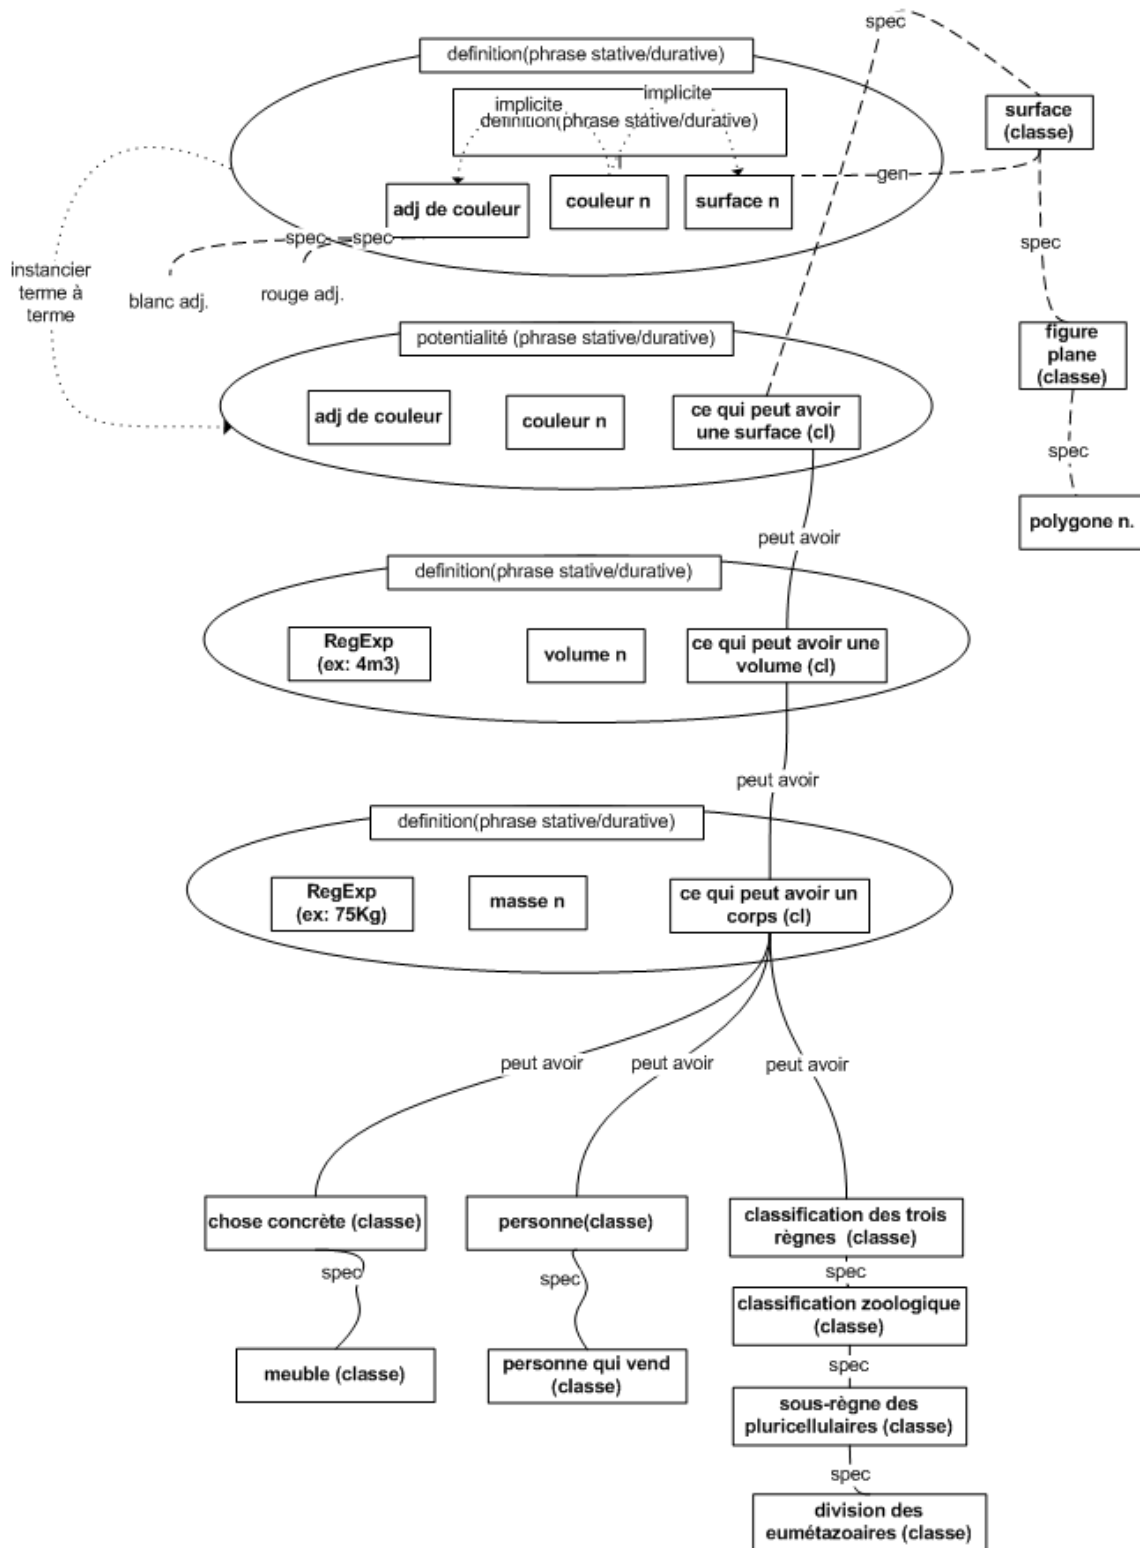 spec
definition(phrase stative/durative)
implicite
implicite
definition(phrase stative/durative)
surface
(classe)
adj de couleur
couleur n
surface n
gen
spec
spec
spec
instancier
terme à
terme
blanc adj.
rouge adj.
potentialité (phrase stative/durative)
figure
plane
(classe)
adj de couleur
couleur n
ce qui peut avoir
une surface (cl)
spec
polygone n.
peut avoir
definition(phrase stative/durative)
RegExp
(ex: 4m3)
volume n
ce qui peut avoir une
volume (cl)
peut avoir
definition(phrase stative/durative)
RegExp
(ex: 75Kg)
masse n
ce qui peut avoir un
corps (cl)
peut avoir
peut avoir
peut avoir
chose concrète (classe)
personne(classe)
classification des trois
règnes (classe)
spec
spec
spec
classification zoologique
(classe)
meuble (classe)
personne qui vend
(classe)
spec
sous-règne des
pluricellulaires (classe)
spec
division des
eumétazoaires (classe)